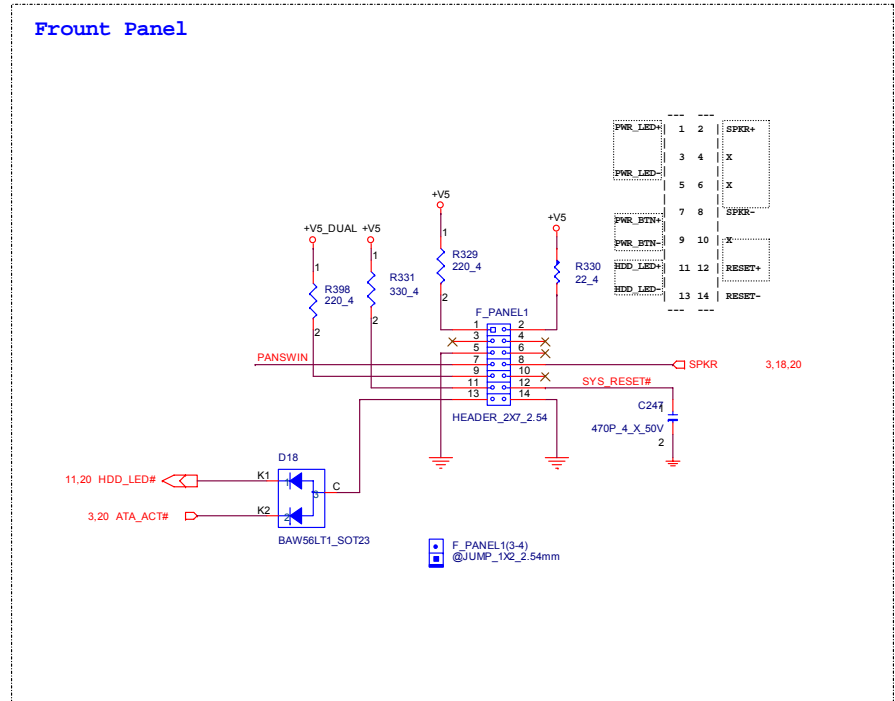 Frount Panel
PWR_LED+ 1 2 SPKR+
3 4 X
PWR_LED-
5 6 X
7 8 SPKR-
PWR_BTN+
PWR_BTN- 9 10 X
HDD_LED+ 11 12 RESET+
HDD_LED-
13 14 RESET-
+V5_DUAL
+V5
+V5
+V5
1
R398
220_4
2
1
R331
330_4
2
1
R329
220_4
2
R330
22_4
F_PANEL1
1 2
3 4
5 6
7 8
9 10
11 12
13 14
HEADER_2X7_2.54
PANSWIN
SPKR 3,18,20
SYS_RESET#
C247
1
470P_4_X_50V
2
D18
11,20 HDD_LED# K1 1
3 C
3,20 ATA_ACT# K2 2
BAW56LT1_SOT23
F_PANEL1(3-4)
@JUMP_1X2_2.54mm